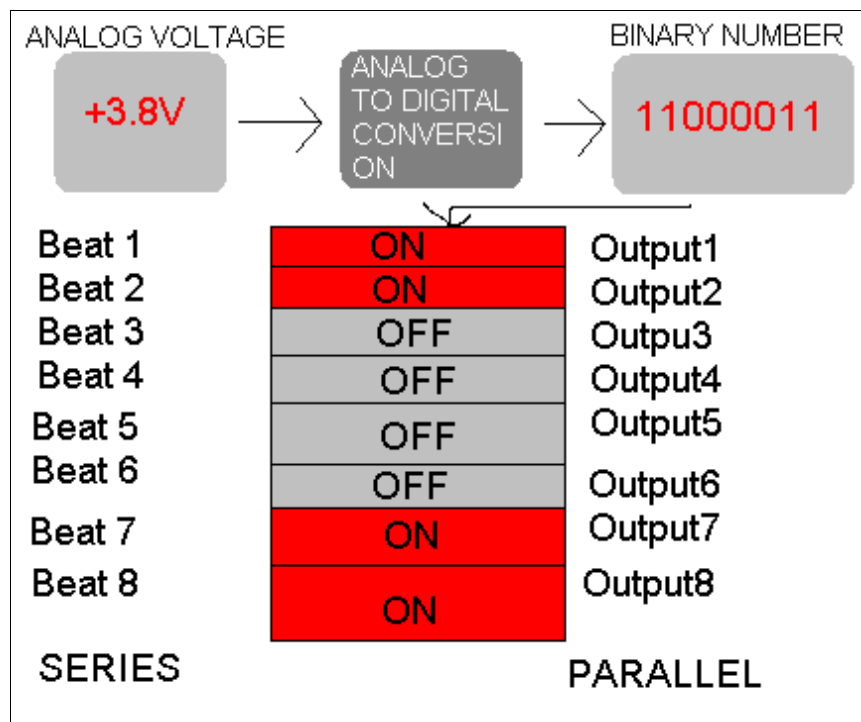 ANALOG VOLTAGE
BINARY NUMBER
+3.8V
ANALOG
TO DIGITAL
CONVERSI
ON
11000011
Beat 1
ON
Output1
Beat 2
ON
Output2
Beat 3
OFF
Outpu3
Beat 4
OFF
Output4
Beat 5
OFF
Output5
Beat 6
OFF
Output6
Beat 7
ON
Output7
Beat 8
ON
Output8
SERIES
PARALLEL